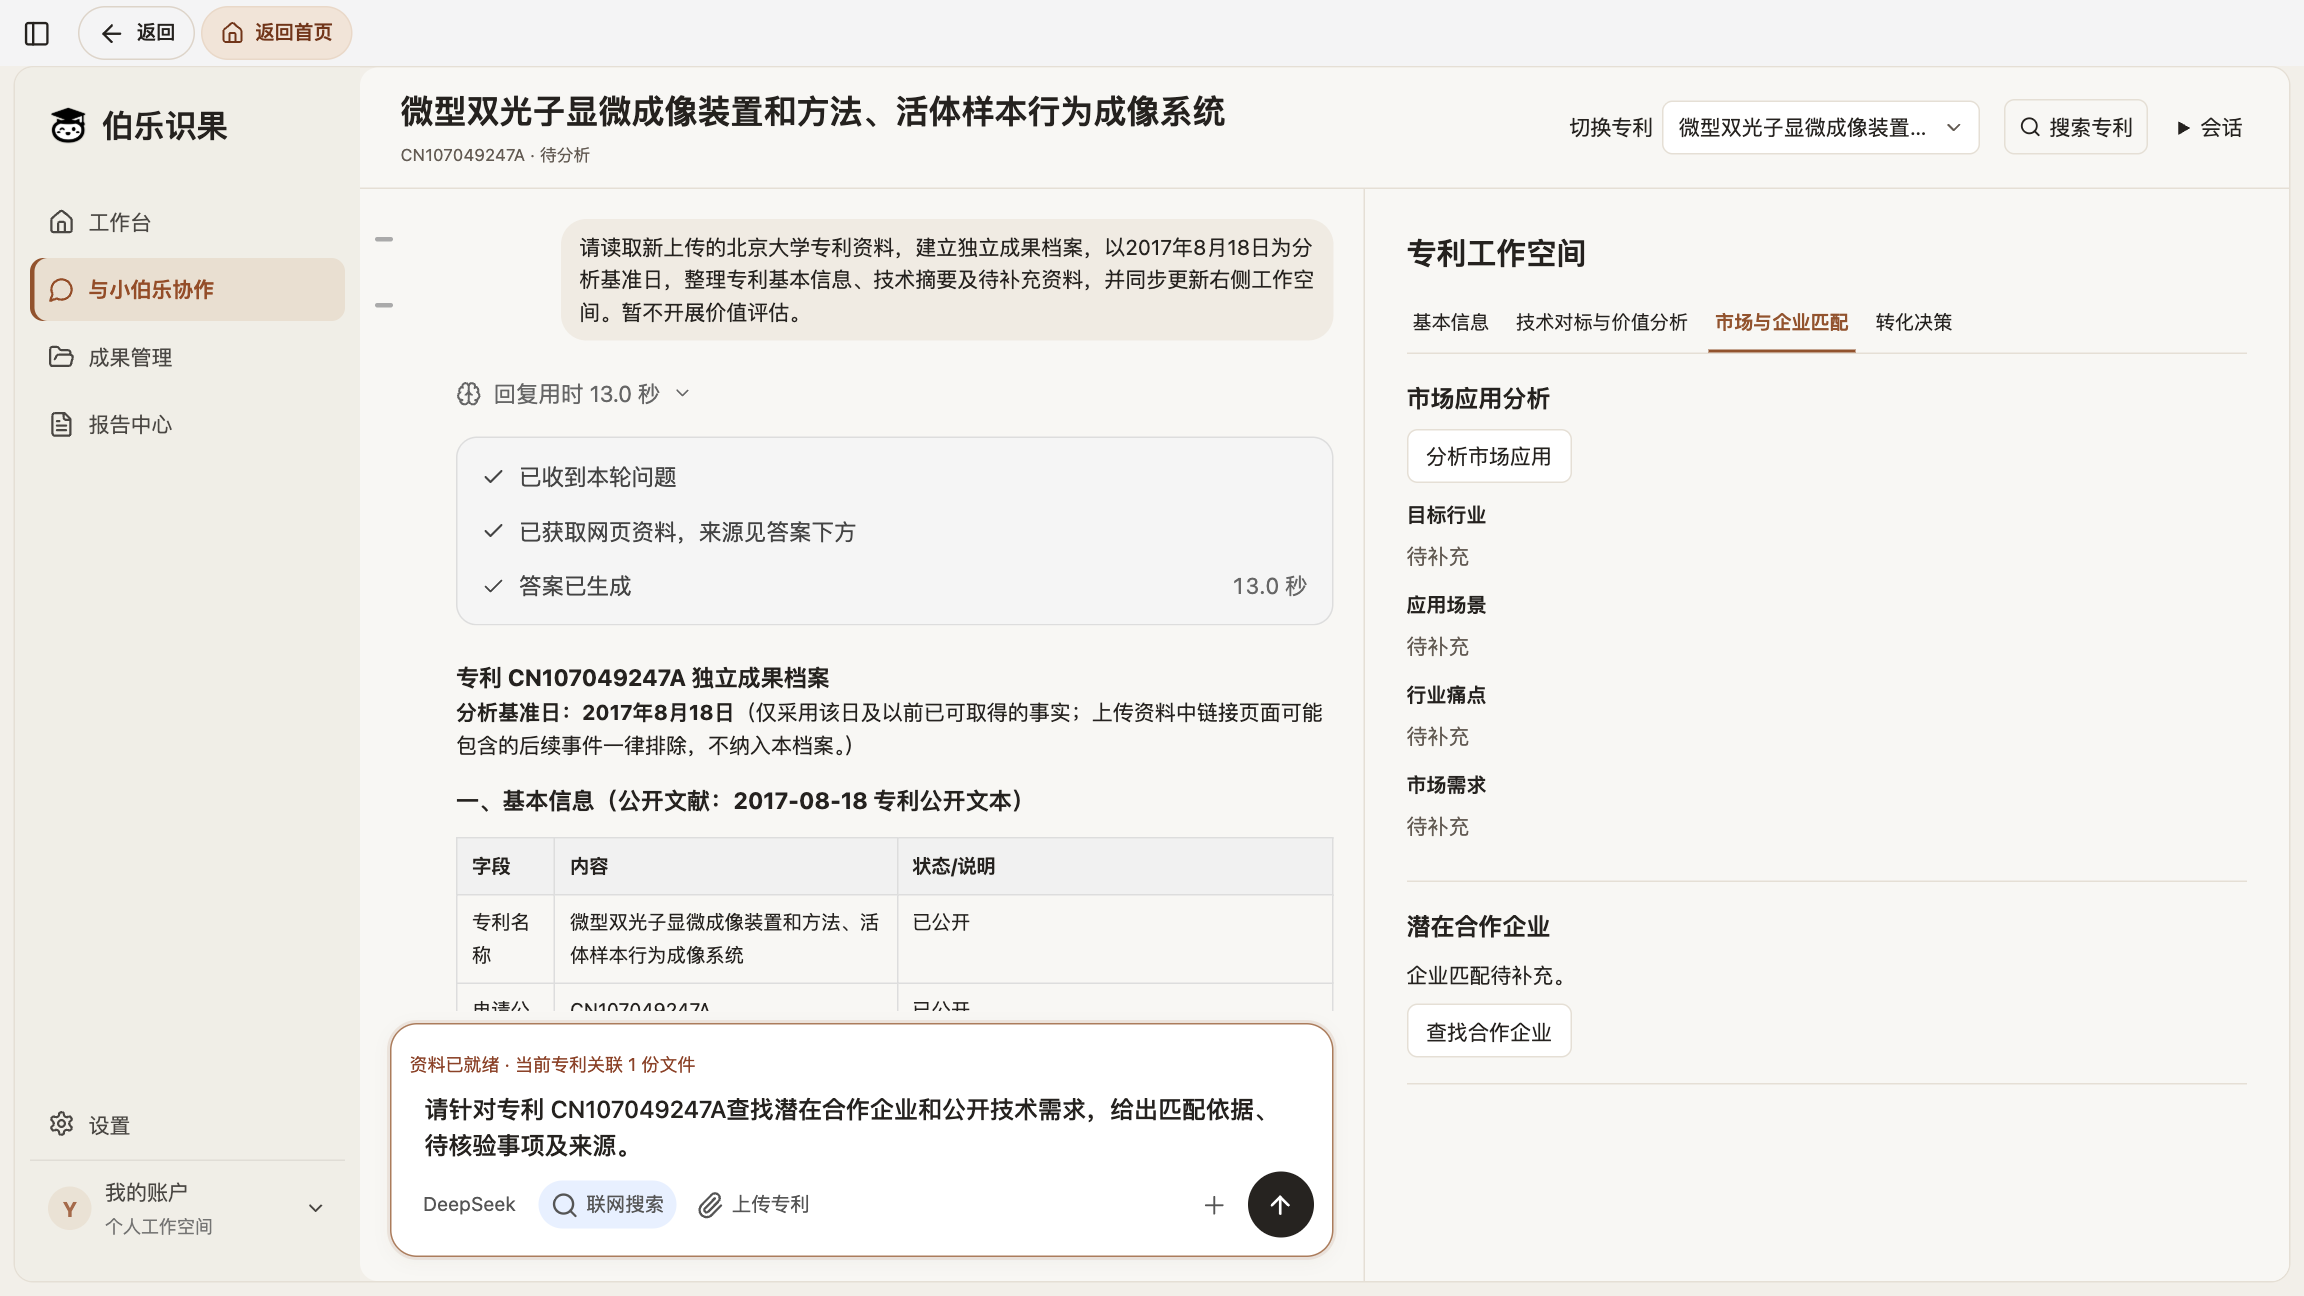 返回
返回首页
伯乐识果
工作台
与小伯乐协作
成果管理
报告中心
设置
Y
我的账户
个人工作空间
微型双光子显微成像装置和方法、活体样本行为成像系统
CN107049247A · 待分析
切换专利
微型双光子显微成像装置...
搜索专利
会话
请读取新上传的北京大学专利资料，建立独立成果档案，以2017年8月18日为分
析基准日，整理专利基本信息、技术摘要及待补充资料，并同步更新右侧工作空
间。暂不开展价值评估。
回复用时 13.0 秒
已收到本轮问题
已获取网页资料，来源见答案下方
答案已生成
13.0 秒
专利 CN107049247A 独立成果档案
分析基准日：2017年8月18日（仅采用该日及以前已可取得的事实；上传资料中链接页面可能
包含的后续事件一律排除，不纳入本档案。）
一、基本信息（公开文献：2017-08-18 专利公开文本）
字段
内容
状态/说明
专利名
称
微型双光子显微成像装置和方法、活
体样本行为成像系统
已公开
申请公
CN107049247A
已公开
资料已就绪 · 当前专利关联 1 份文件
请针对专利 CN107049247A查找潜在合作企业和公开技术需求，给出匹配依据、
待核验事项及来源。
DeepSeek
联网搜索
上传专利
专利工作空间
基本信息
技术对标与价值分析
市场与企业匹配
转化决策
市场应用分析
分析市场应用
目标行业
待补充
应用场景
待补充
行业痛点
待补充
市场需求
待补充
潜在合作企业
企业匹配待补充。
查找合作企业